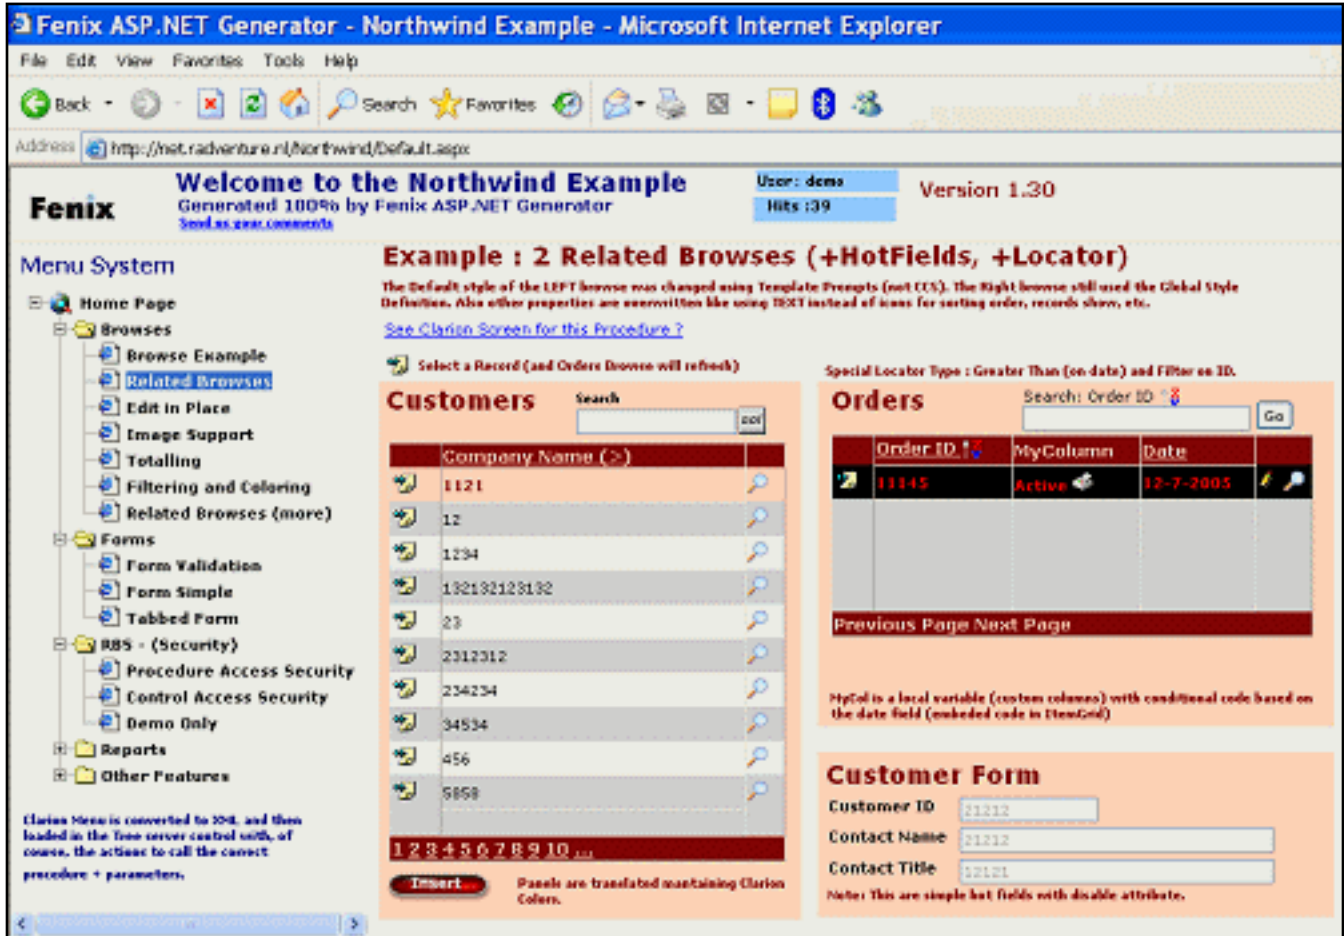 Fenix ASP.NET Generator - Northwind Example - Microsoft Internet Explorer
File Edit View Favorites Tools Help
Back Search Favorites
Address http://net.radventure.nl/Northwind/Default.aspx
Fenix
Welcome to the Northwind Example
Generated 100% by Fenix ASP.NET Generator
Send us your comments
User: demo
Hits :39
Version 1.30
Menu System
Home Page
Browses
Browse Example
Related Browses
Edit in Place
Image Support
Totalling
Filtering and Coloring
Related Browses (more)
Forms
Form Validation
Form Simple
Tabbed Form
RBS - (Security)
Procedure Access Security
Control Access Security
Demo Only
Reports
Other Features
Clarion Menu is converted to XML, and then
loaded in the Tree server control with, of
course, the actions to call the correct
procedure + parameters.
Example : 2 Related Browses (+HotFields, +Locator)
The Default style of the LEFT browse was changed using Template Prompts (not CCS). The Right browse still used the Global Style
Definition. Also other properties are overwritten like using TEXT instead of icons for sorting order, records show, etc.
See Clarion Screen for this Procedure ?
Select a Record (and Orders Browse will refresh)
Customers
Search
go!
Company Name (>)
1121
12
1234
132132123132
23
2312312
234234
34534
456
5858
1 2 3 4 5 6 7 8 9 10 ...
Insert
Panels are translated mantaining Clarion
Colors.
Special Locator Type : Greater Than (on date) and Filter on ID.
Orders
Search: Order ID
Go
Order ID MyColumn Date
11145 Active 12-7-2005
Previous Page Next Page
MyCol is a local variable (custom columns) with conditional code based on
the date field (embeded code in ItemGrid)
Customer Form
Customer ID 21212
Contact Name 21212
Contact Title 12121
Note: This are simple hot fields with disable attribute.